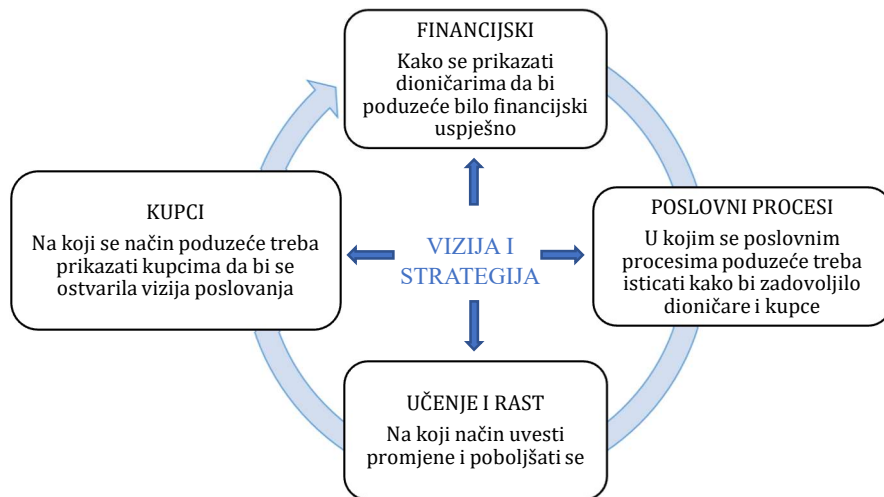 FINANCIJSKI
Kako se prikazati
dioničarima da bi
poduzeće bilo financijski
uspješno
KUPCI
Na koji se način poduzeće treba
prikazati kupcima da bi se
ostvarila vizija poslovanja
VIZIJA I
STRATEGIJA
POSLOVNI PROCESI
U kojim se poslovnim
procesima poduzeće treba
isticati kako bi zadovoljilo
dioničare i kupce
UČENJE I RAST
Na koji način uvesti
promjene i poboljšati se